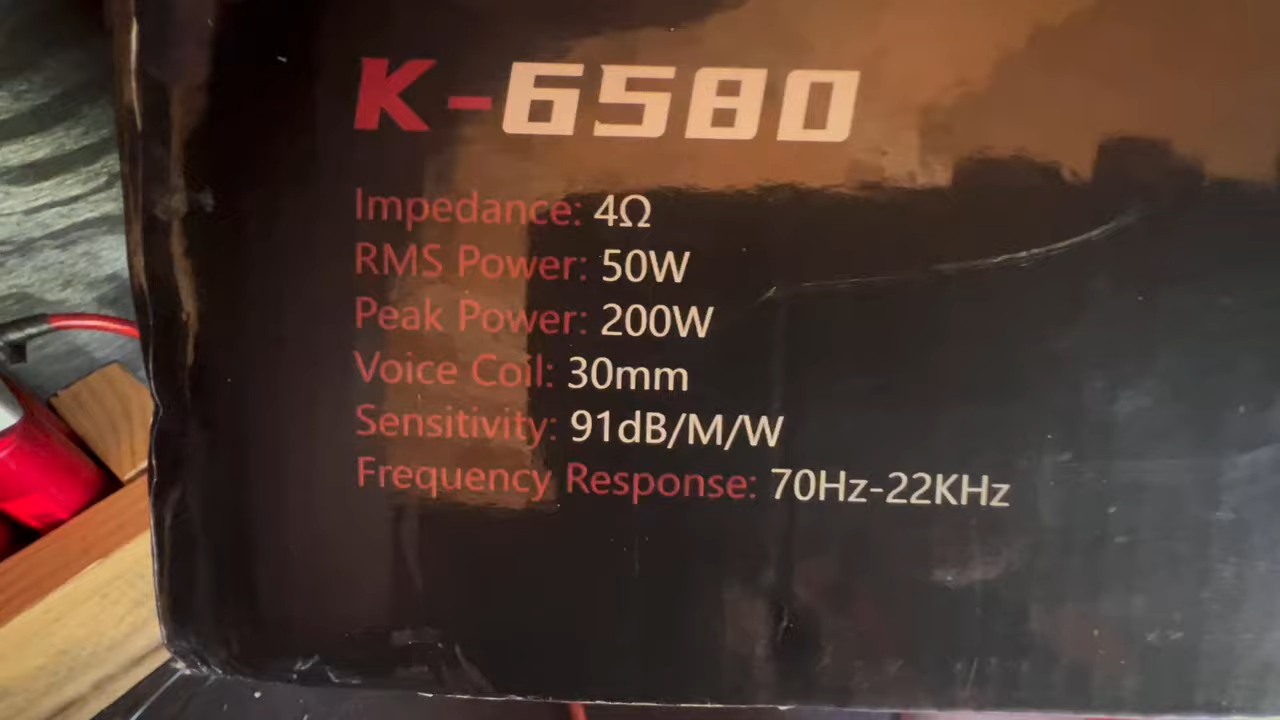 K-6580
Impedance: 4Ω
RMS Power: 50W
Peak Power: 200W
Voice Coil: 30mm
Sensitivity: 91dB/M/W
Frequency Response: 70Hz-22KHz